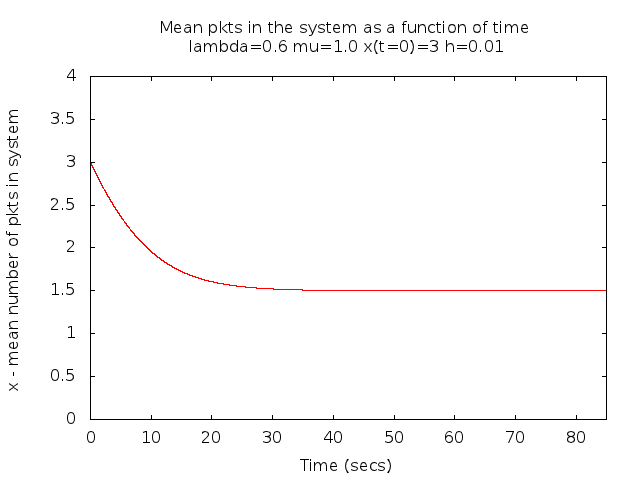 Mean pkts in the system as a function of time
lambda=0.6 mu=1.0 x(t=0)=3 h=0.01
x - mean number of pkts in system
4
3.5
3
2.5
2
1.5
1
0.5
0
0 10 20 30 40 50 60 70 80
Time (secs)